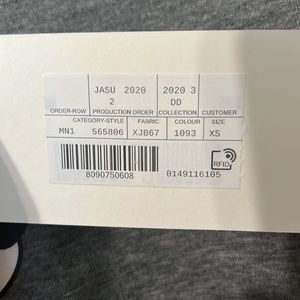 JASU 2020 2020 3
2 DD
ORDER-ROW PRODUCTION ORDER COLLECTION CUSTOMER
CATEGORY-STYLE FABRIC COLOUR SIZE
MN1 565806 XJB67 1093 XS
8090750608 0149116105
RFID